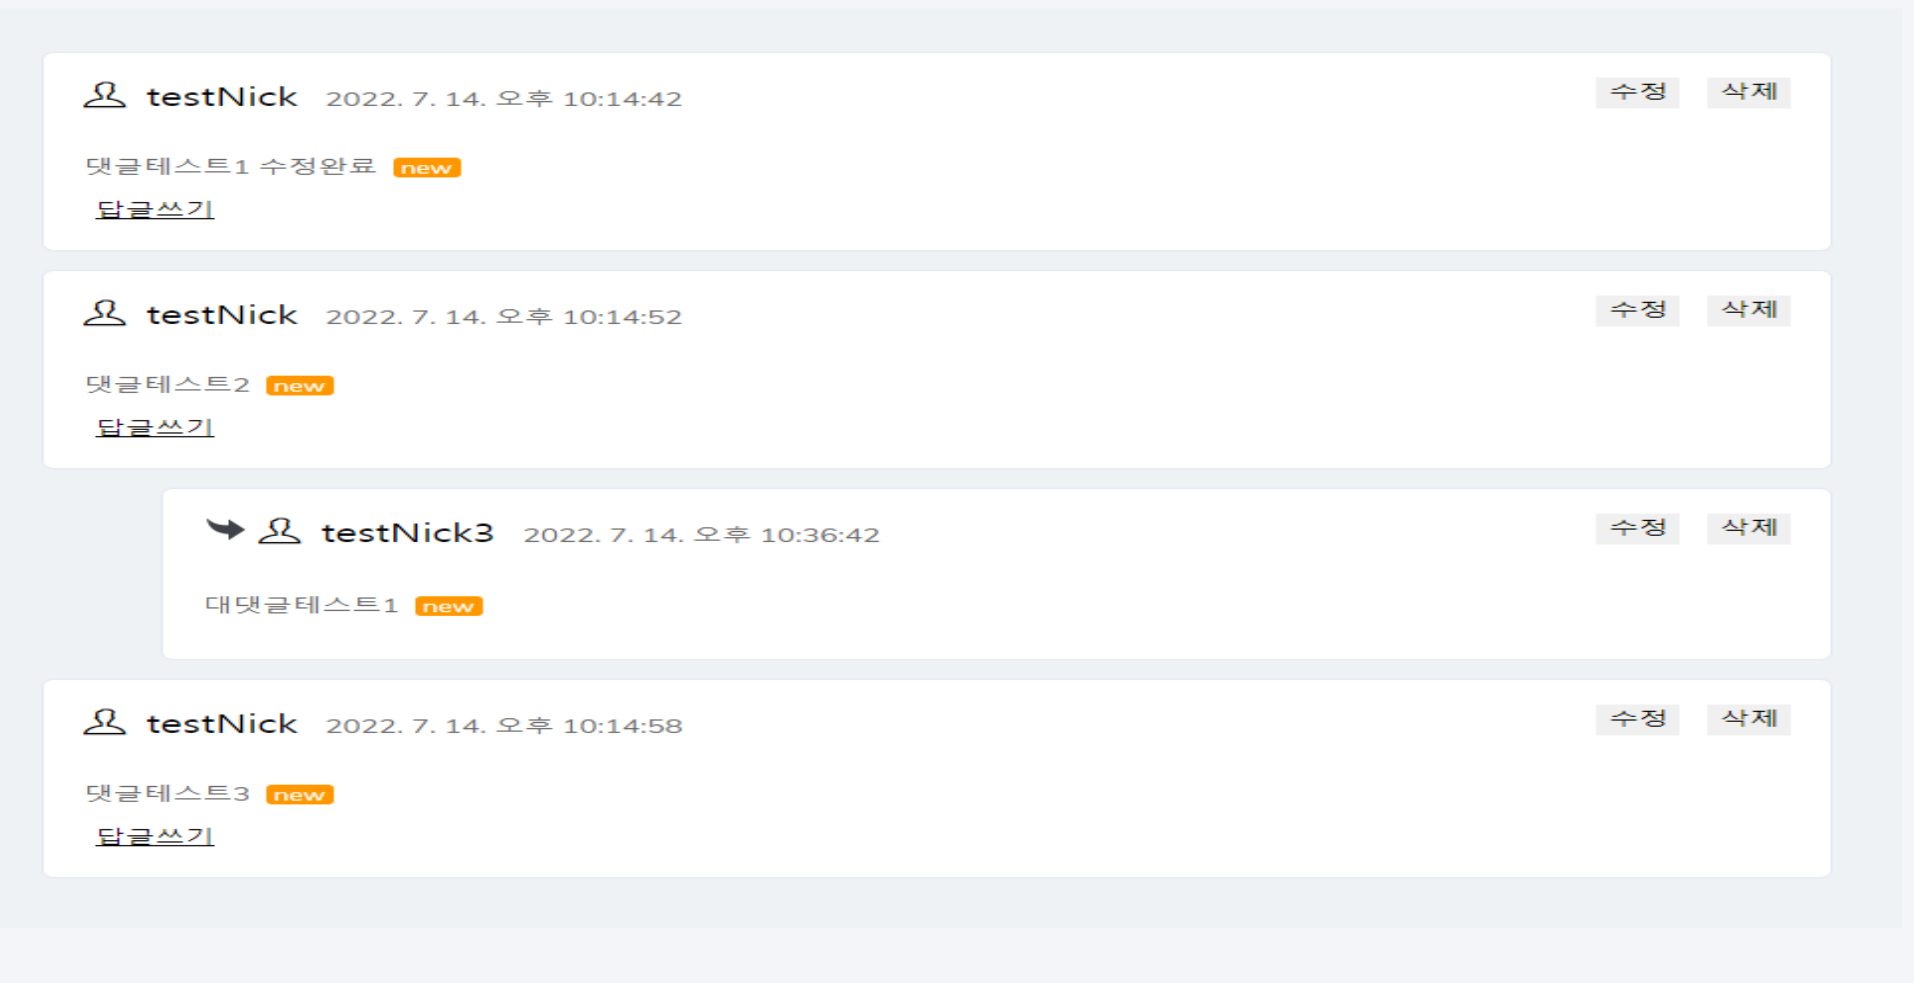 testNick 2022. 7. 14. 오후 10:14:42 수정 삭제
댓글테스트1 수정완료 new
답글쓰기
testNick 2022. 7. 14. 오후 10:14:52 수정 삭제
댓글테스트2 new
답글쓰기
testNick3 2022. 7. 14. 오후 10:36:42 수정 삭제
대댓글테스트1 new
testNick 2022. 7. 14. 오후 10:14:58 수정 삭제
댓글테스트3 new
답글쓰기